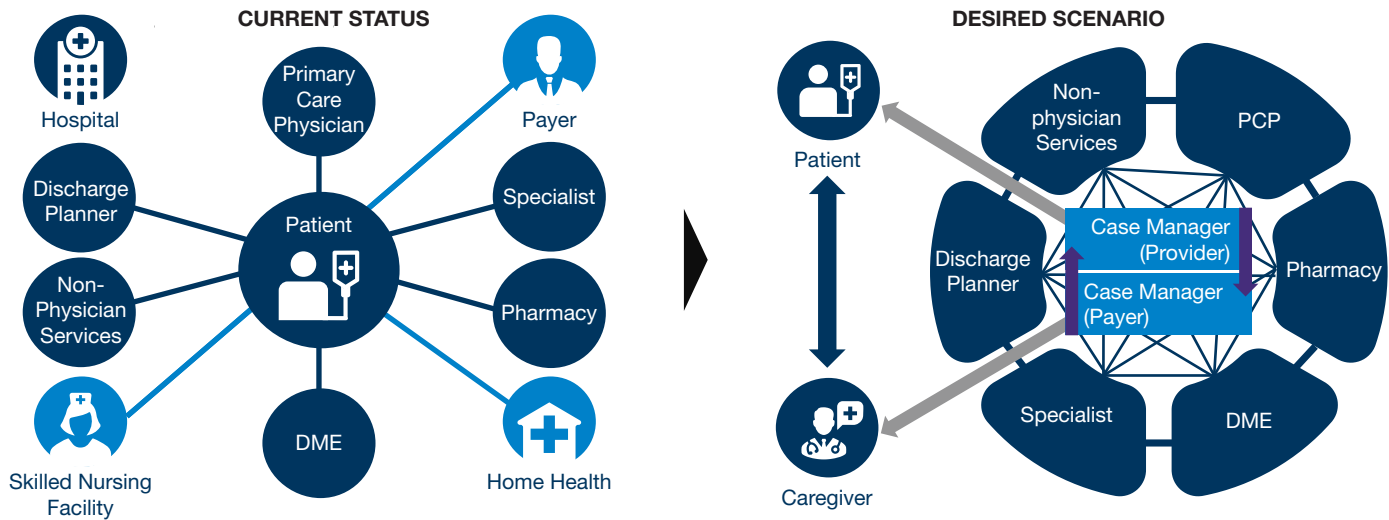 CURRENT STATUS
Hospital
Primary
Care
Physician
Payer
Discharge
Planner
Patient
Specialist
Non-
Physician
Services
Pharmacy
Skilled Nursing
Facility
DME
Home Health
DESIRED SCENARIO
Patient
Caregiver
Non-
physician
Services
PCP
Discharge
Planner
Case Manager
(Provider)
Case Manager
(Payer)
Pharmacy
Specialist
DME